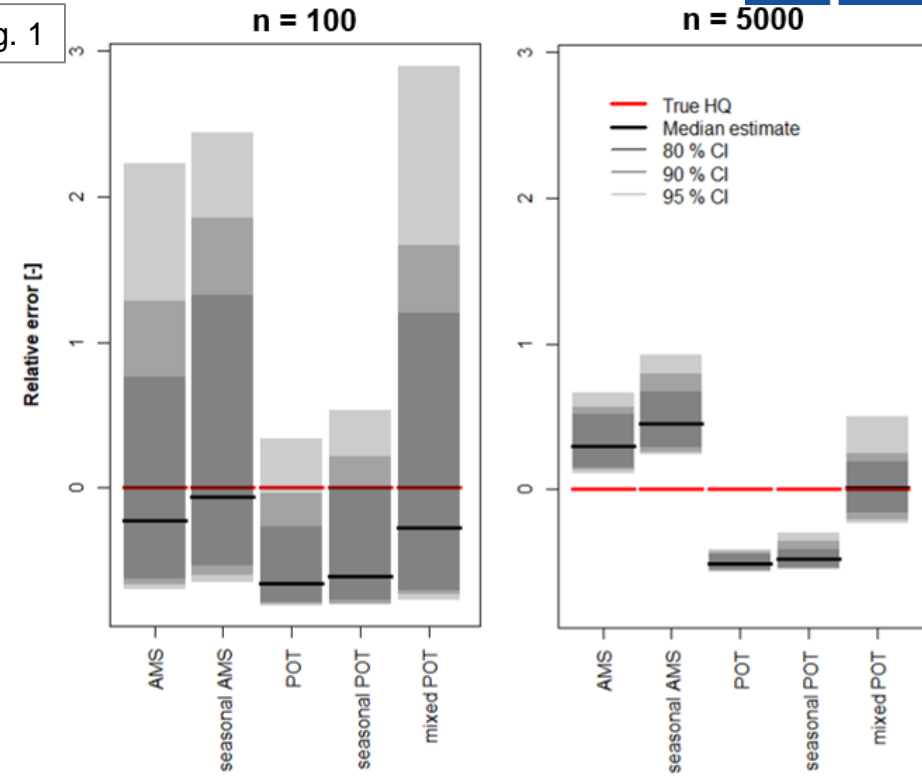 g. 1
n = 100
n = 5000
Relative error [-]
3
2
1
0
AMS
seasonal AMS
POT
seasonal POT
mixed POT
3
2
1
0
True HQ
Median estimate
80 % CI
90 % CI
95 % CI
AMS
seasonal AMS
POT
seasonal POT
mixed POT